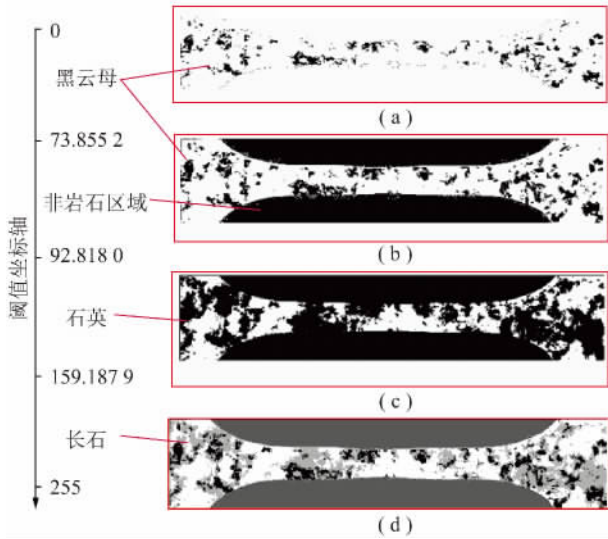 0
黑云母
(a)
73.855 2
非岩石区域
(b)
92.818 0
阈值坐标轴
石英
159.187 9
(c)
长石
255
(d)